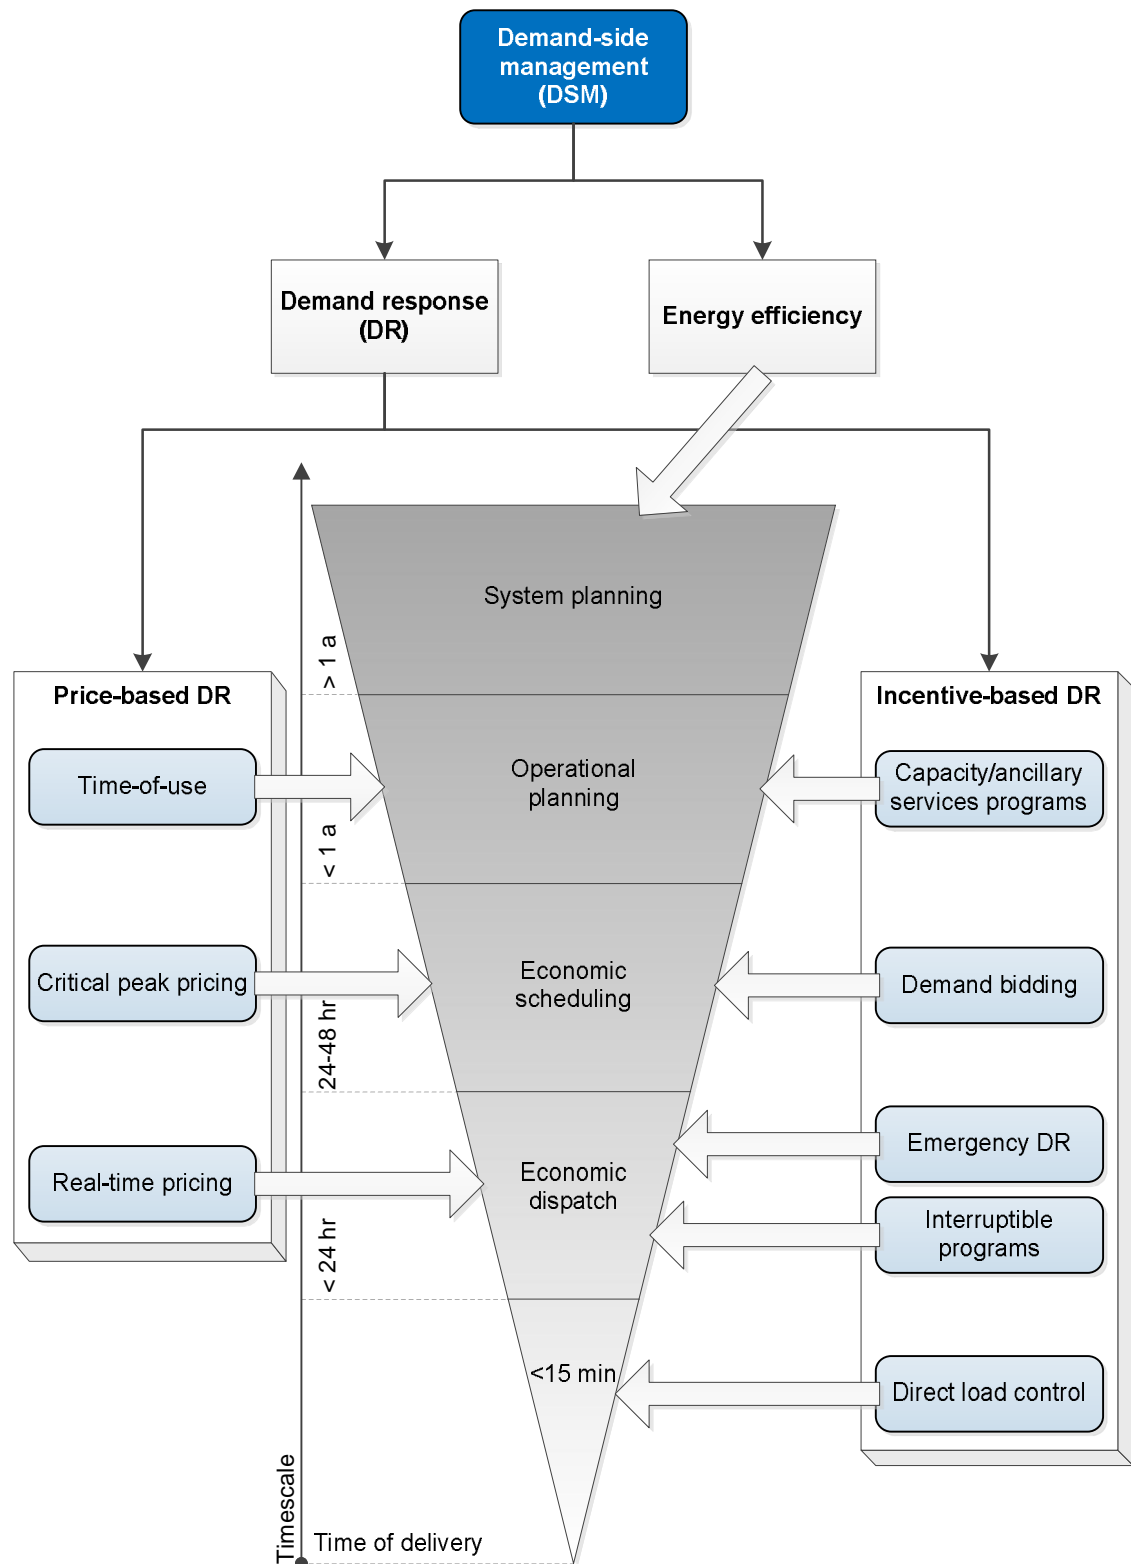 Demand-side
management
(DSM)
Demand response
(DR)
Energy efficiency
System planning
> 1 a
Price-based DR
Incentive-based DR
Time-of-use
Operational
planning
Capacity/ancillary
services programs
< 1 a
Critical peak pricing
Economic
scheduling
Demand bidding
24-48 hr
Real-time pricing
Economic
dispatch
Emergency DR
Interruptible
programs
< 24 hr
<15 min
Direct load control
Timescale
Time of delivery